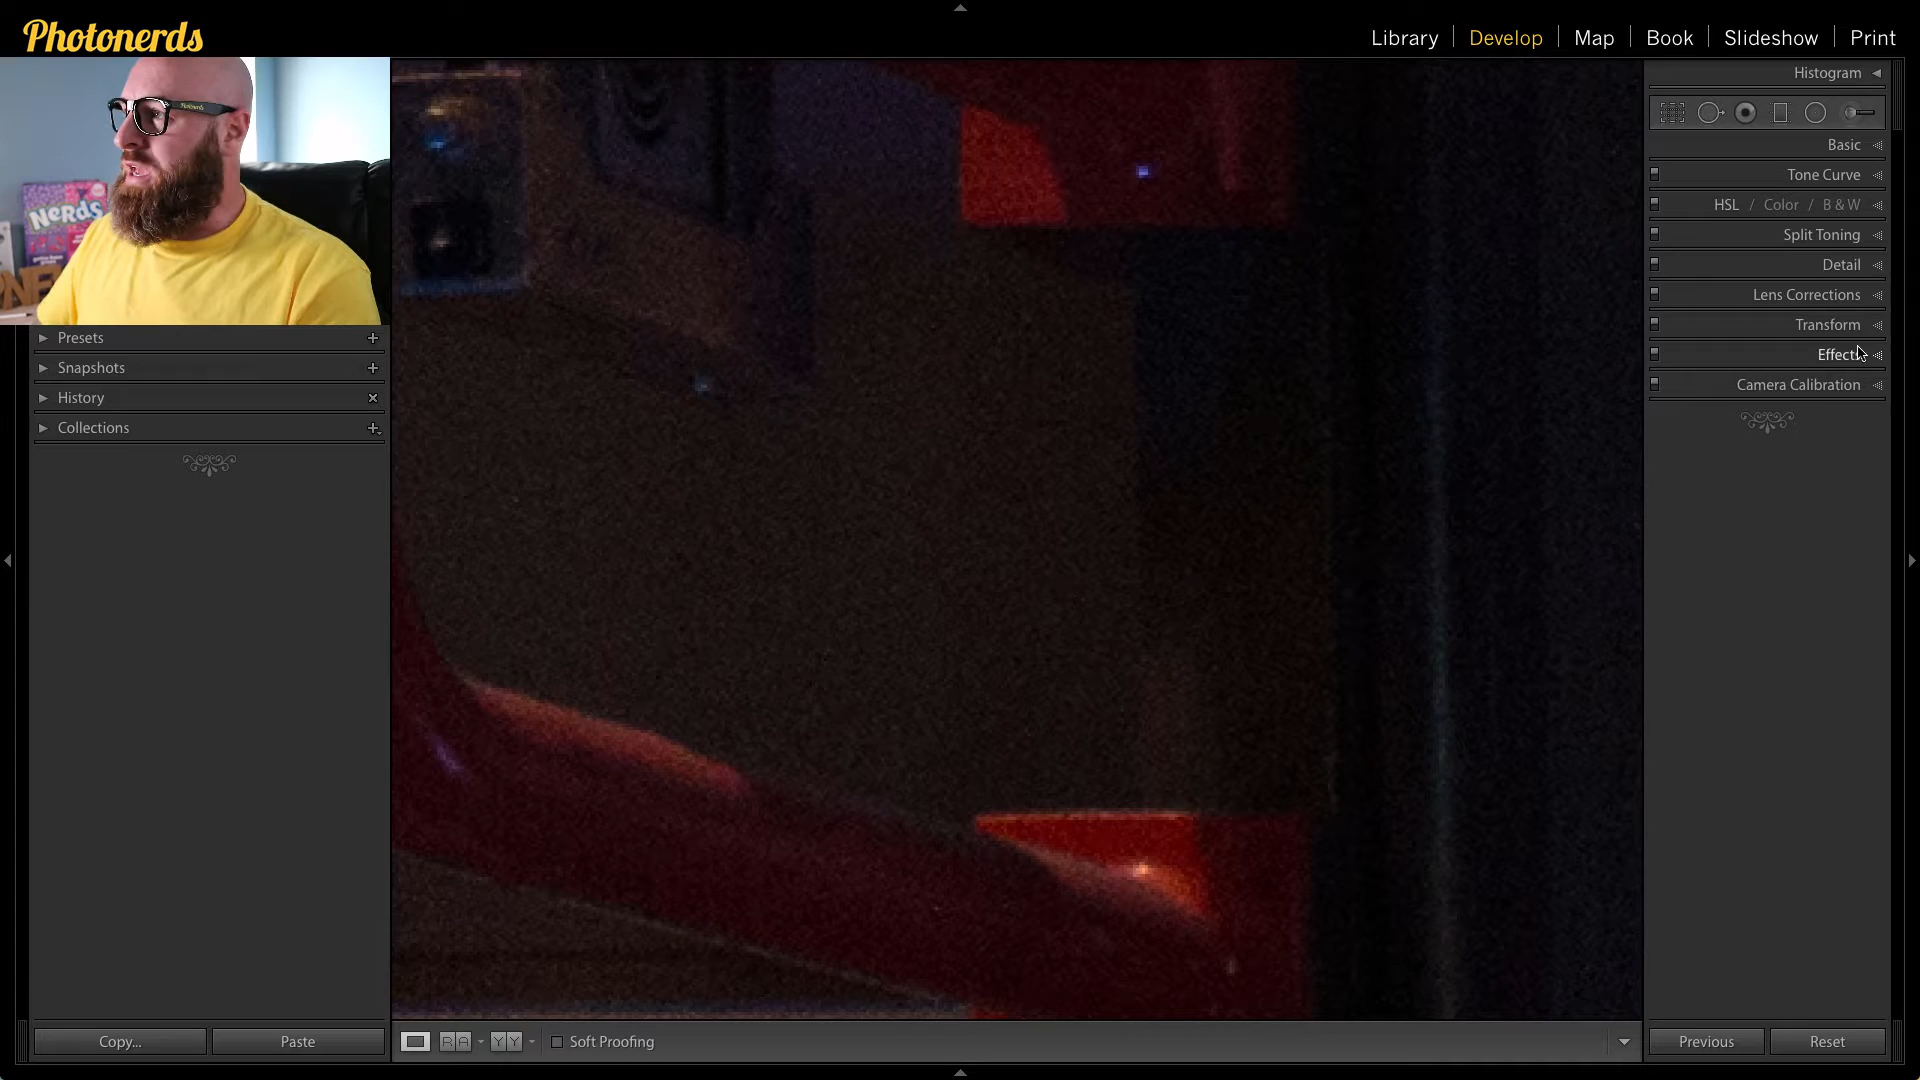 Photonerds
Library Develop Map Book Slideshow Print
Histogram
Basic
Tone Curve
HSL / Color / B & W
Split Toning
Detail
Lens Corrections
Transform
Effects
Camera Calibration
NeRDS
Presets
Snapshots
History
Collections
Copy...
Paste
Soft Proofing
Previous
Reset